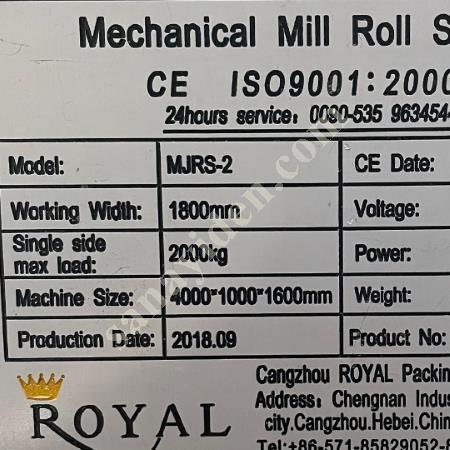 Mechanical Mill Roll S
CE ISO9001:2000
24hours service: 0090-535 963454
Model: MJRS-2 CE Date:
Working Width: 1800mm Voltage:
Single side max load: 2000kg Power:
Machine Size: 4000*1000*1600mm Weight:
Production Date: 2018.09 Product No:
Cangzhou ROYAL Packin
Address: Chengnan Indus
city.Cangzhou.Hebei.Chin
ROYAL
Tel:+86-571-85829052-8
sanayiden.com